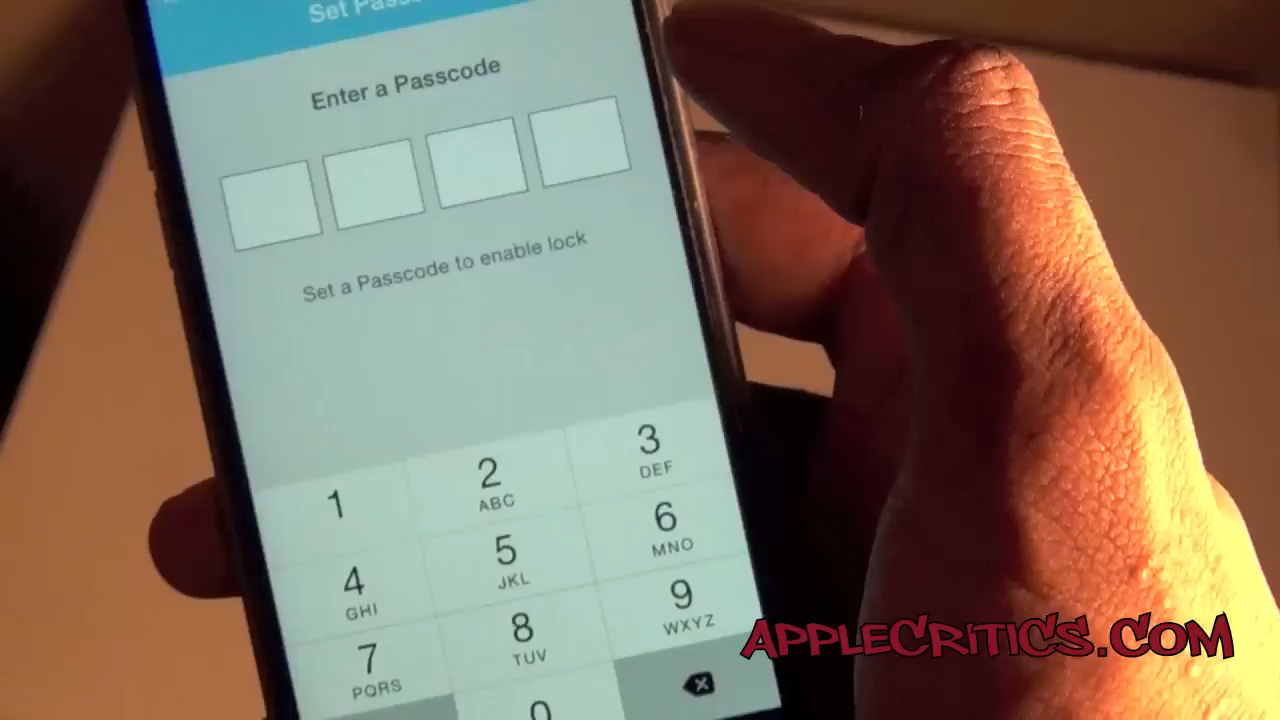 Set
Enter a Passcode
Set a Passcode to enable lock
1
2
ABC
3
DEF
4
GHI
5
JKL
6
MNO
7
PQRS
8
TUV
9
WXYZ
0
APPLECRITICS.COM